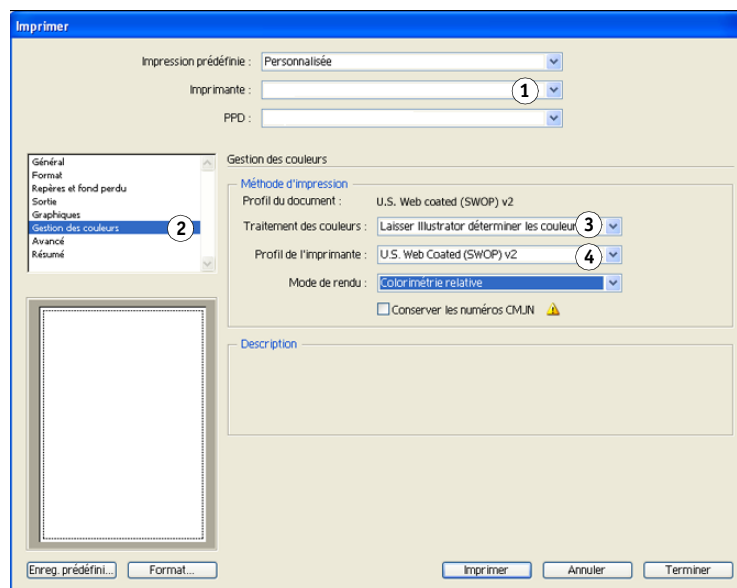 Imprimer
Impression prédéfinie : Personnalisée
Imprimante : 1
PPD :
Général
Format
Repères et fond perdu
Sortie
Graphiques
Gestion des couleurs 2
Avancé
Résumé
Gestion des couleurs
Méthode d'impression
Profil du document : U.S. Web coated (SWOP) v2
Traitement des couleurs : Laisser Illustrator déterminer les couleur 3
Profil de l'imprimante : U.S. Web Coated (SWOP) v2 4
Mode de rendu : Colorimétrie relative
Conserver les numéros CMJN
Description
Enreg. prédéfini... Format... Imprimer Annuler Terminer